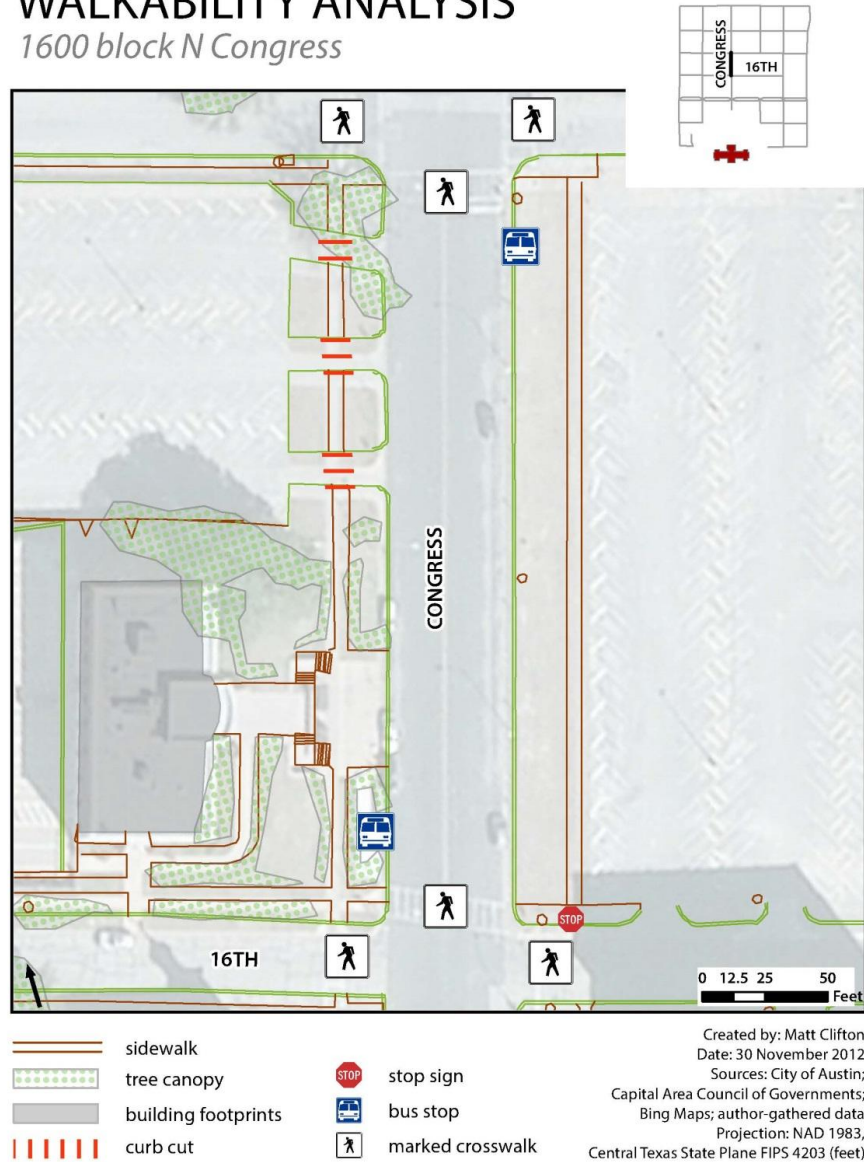 WALKABILITY ANALYSIS
1600 block N Congress
CONGRESS
16TH
CONGRESS
STOP
16TH
0 12.5 25 50
Feet
sidewalk
tree canopy
building footprints
curb cut
STOP
stop sign
bus stop
marked crosswalk
Created by: Matt Clifton
Date: 30 November 2012
Sources: City of Austin;
Capital Area Council of Governments;
Bing Maps; author-gathered data
Projection: NAD 1983,
Central Texas State Plane FIPS 4203 (feet)